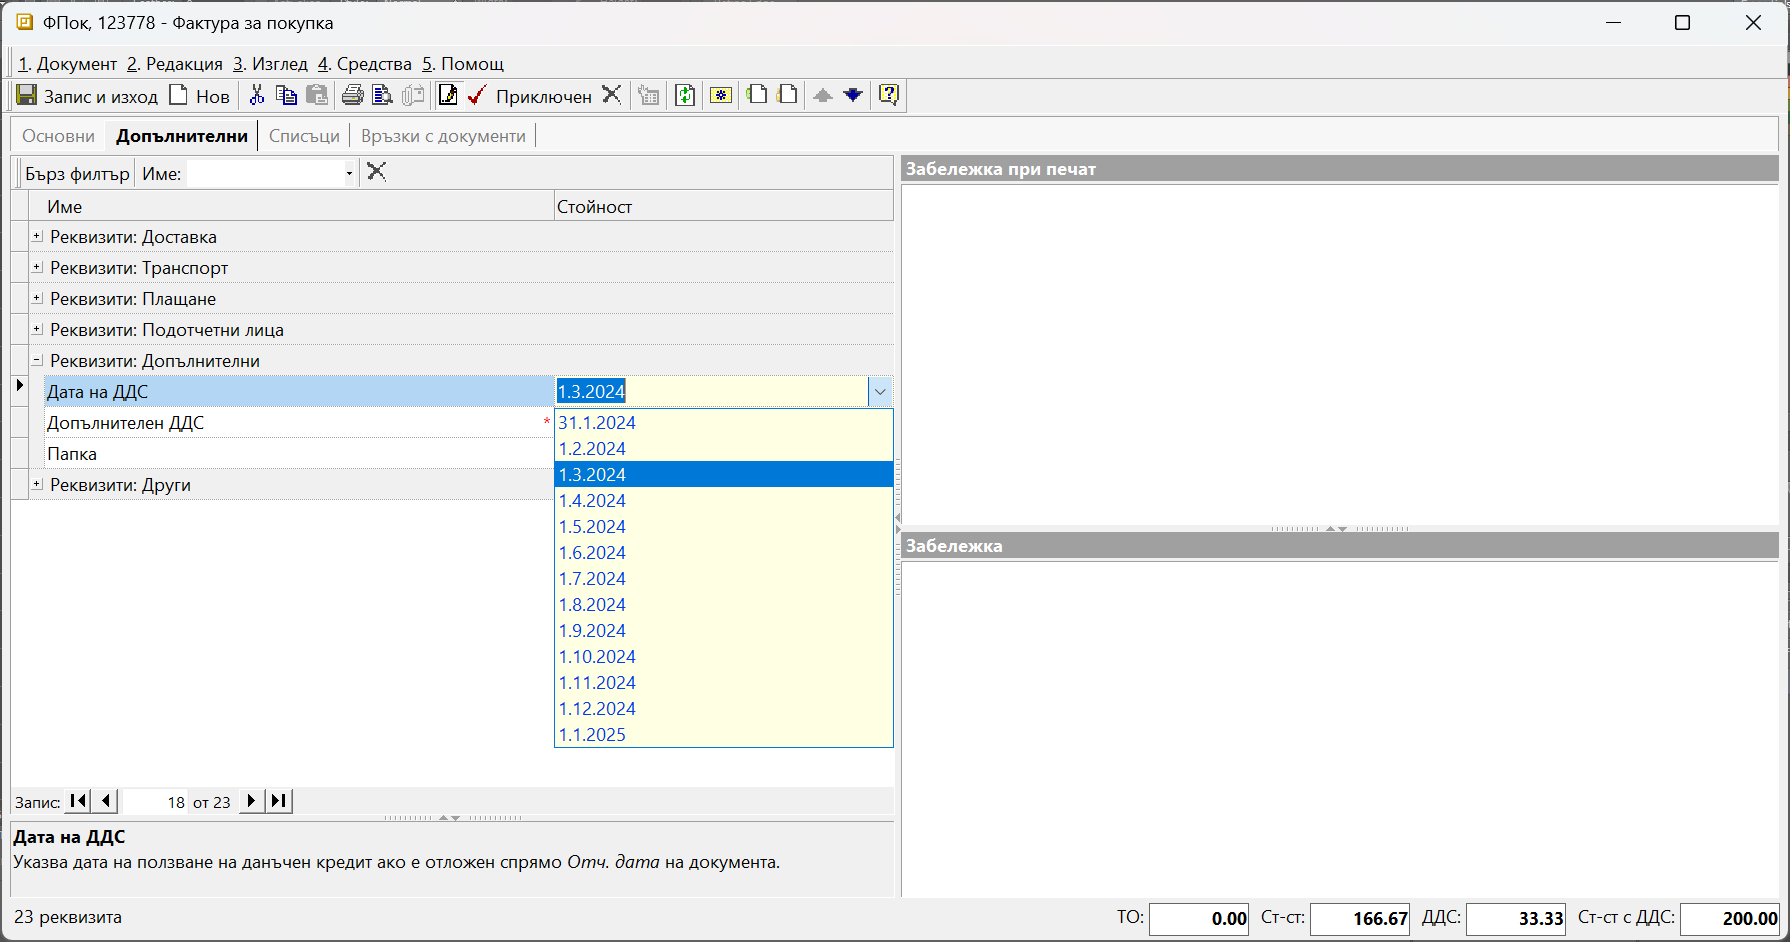 ФПок, 123778 - Фактура за покупка
1. Документ 2. Редакция 3. Изглед 4. Средства 5. Помощ
Запис и изход Нов Приключен
Основни Допълнителни Списъци Връзки с документи
Бърз филтър Име:
Име Стойност
Реквизити: Доставка
Реквизити: Транспорт
Реквизити: Плащане
Реквизити: Подотчетни лица
Реквизити: Допълнителни
Дата на ДДС 1.3.2024
Допълнителен ДДС *
Папка
Реквизити: Други
31.1.2024
1.2.2024
1.3.2024
1.4.2024
1.5.2024
1.6.2024
1.7.2024
1.8.2024
1.9.2024
1.10.2024
1.11.2024
1.12.2024
1.1.2025
Запис: 18 от 23
Дата на ДДС
Указва дата на ползване на данъчен кредит ако е отложен спрямо Отч. дата на документа.
Забележка при печат
Забележка
23 реквизита
ТО: 0.00 Ст-ст: 166.67 ДДС: 33.33 Ст-ст с ДДС: 200.00